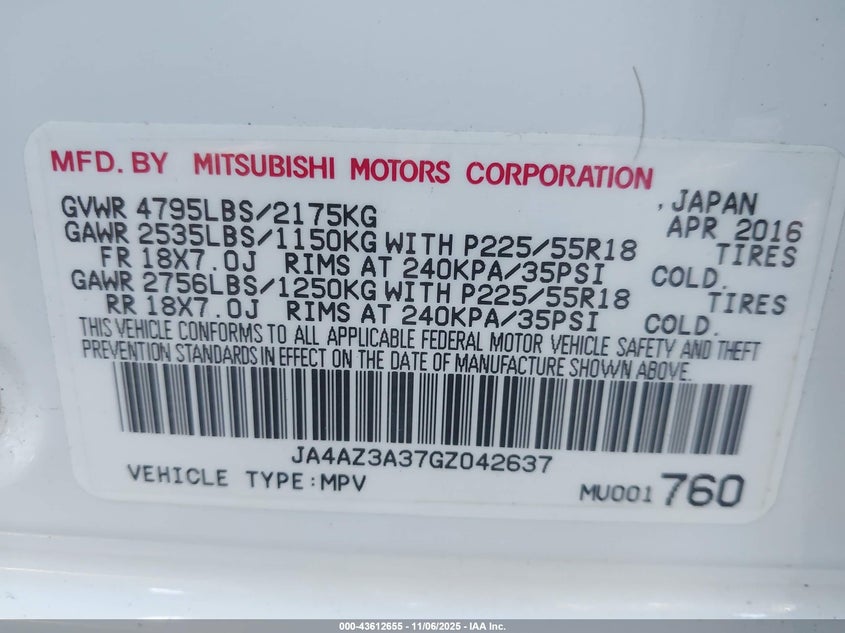 MFD. BY MITSUBISHI MOTORS CORPORATION
, JAPAN
GVWR 4795LBS/2175KG APR 2016
GAWR 2535LBS/1150KG WITH P225/55R18 TIRES
FR 18X7.0J RIMS AT 240KPA/35PSI COLD.
GAWR 2756LBS/1250KG WITH P225/55R18 TIRES
RR 18X7.0J RIMS AT 240KPA/35PSI COLD.
THIS VEHICLE CONFORMS TO ALL APPLICABLE FEDERAL MOTOR VEHICLE SAFETY AND THEFT
PREVENTION STANDARDS IN EFFECT ON THE DATE OF MANUFACTURE SHOWN ABOVE.
JA4AZ3A37GZ042637
VEHICLE TYPE:MPV MU001 760
000-43612655 - 11/06/2025 - IAA Inc.